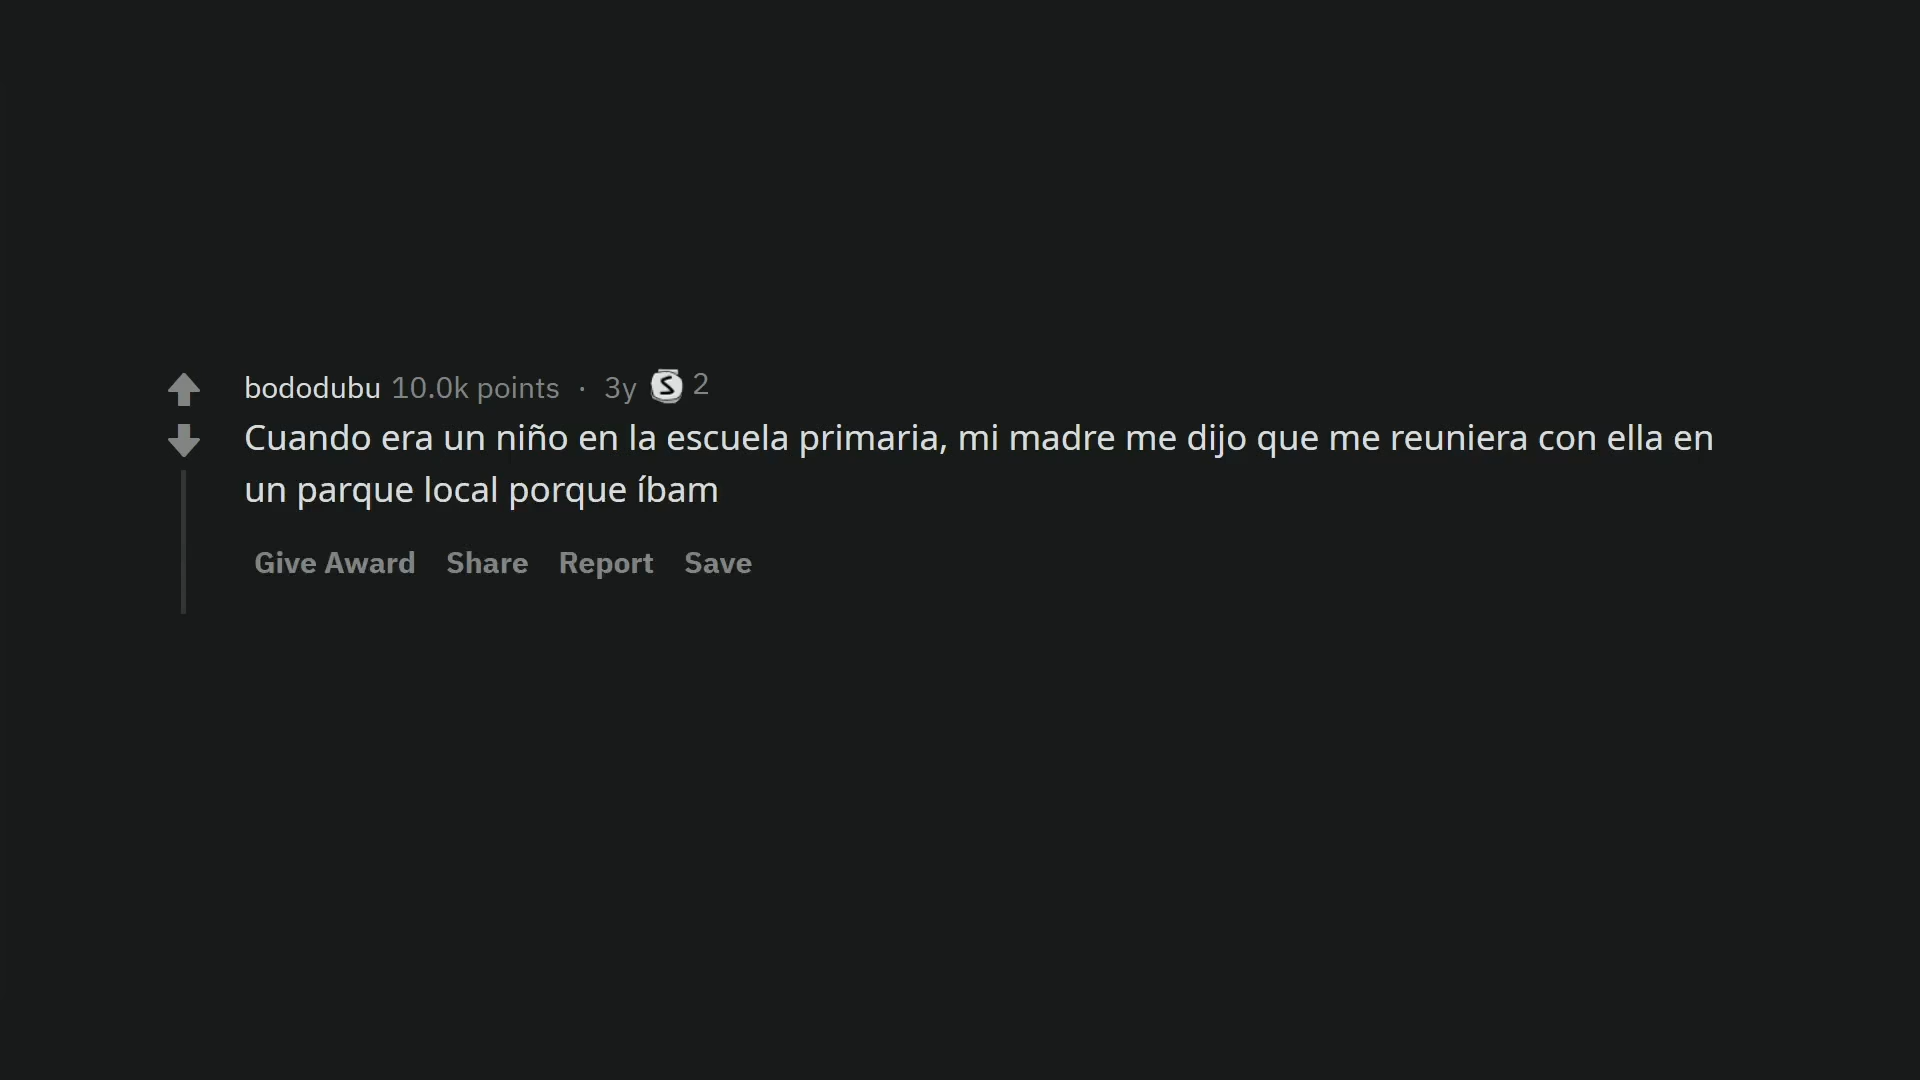 bododubu 10.0k points · 3y S 2
Cuando era un niño en la escuela primaria, mi madre me dijo que me reuniera con ella en
un parque local porque íbam
Give Award Share Report Save